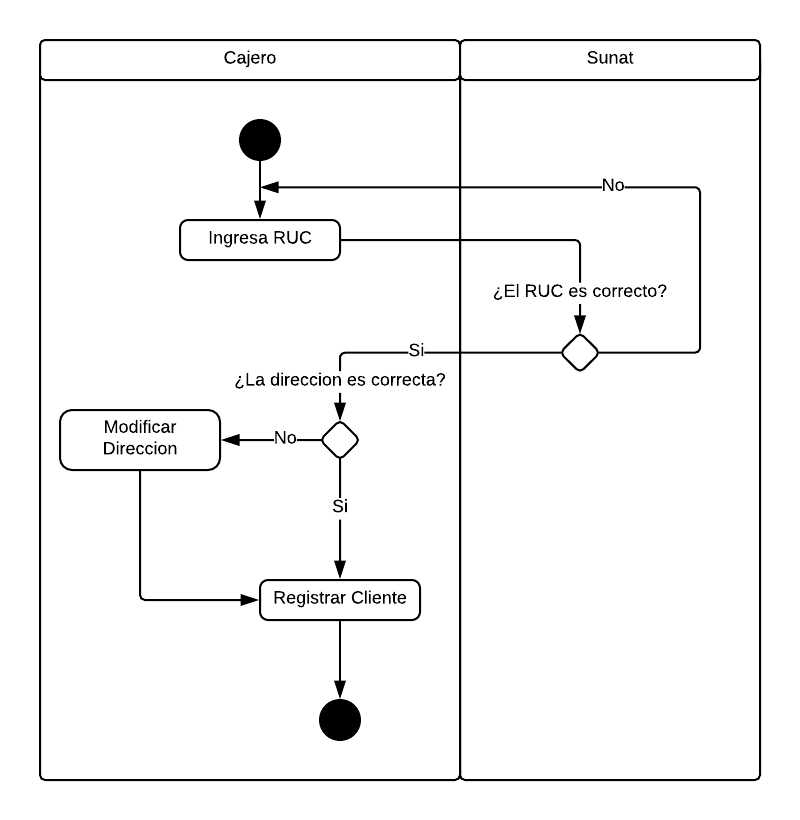 Cajero
Sunat
No
Ingresa RUC
¿El RUC es correcto?
Si
¿La direccion es correcta?
Modificar
Direccion
No
Si
Registrar Cliente